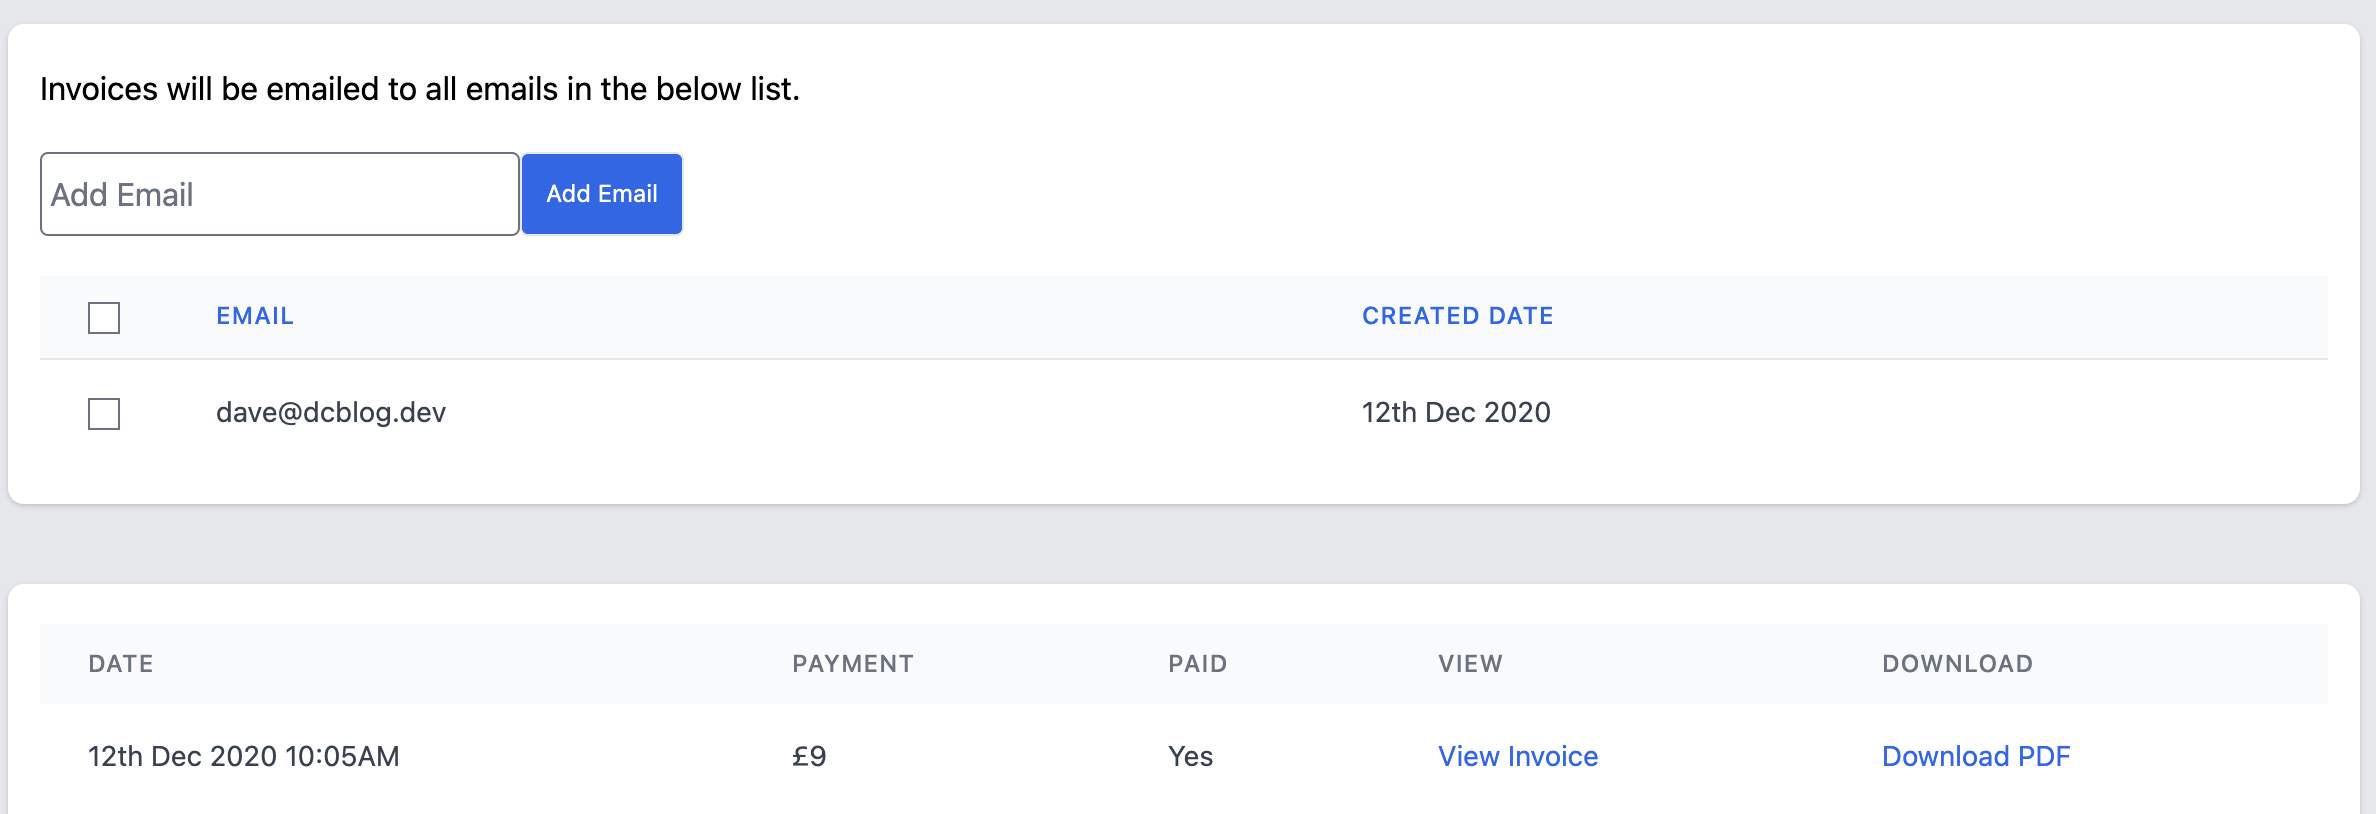 Invoices will be emailed to all emails in the below list.
Add Email Add Email
EMAIL CREATED DATE
dave@dcblog.dev 12th Dec 2020
DATE PAYMENT PAID VIEW DOWNLOAD
12th Dec 2020 10:05AM £9 Yes View Invoice Download PDF